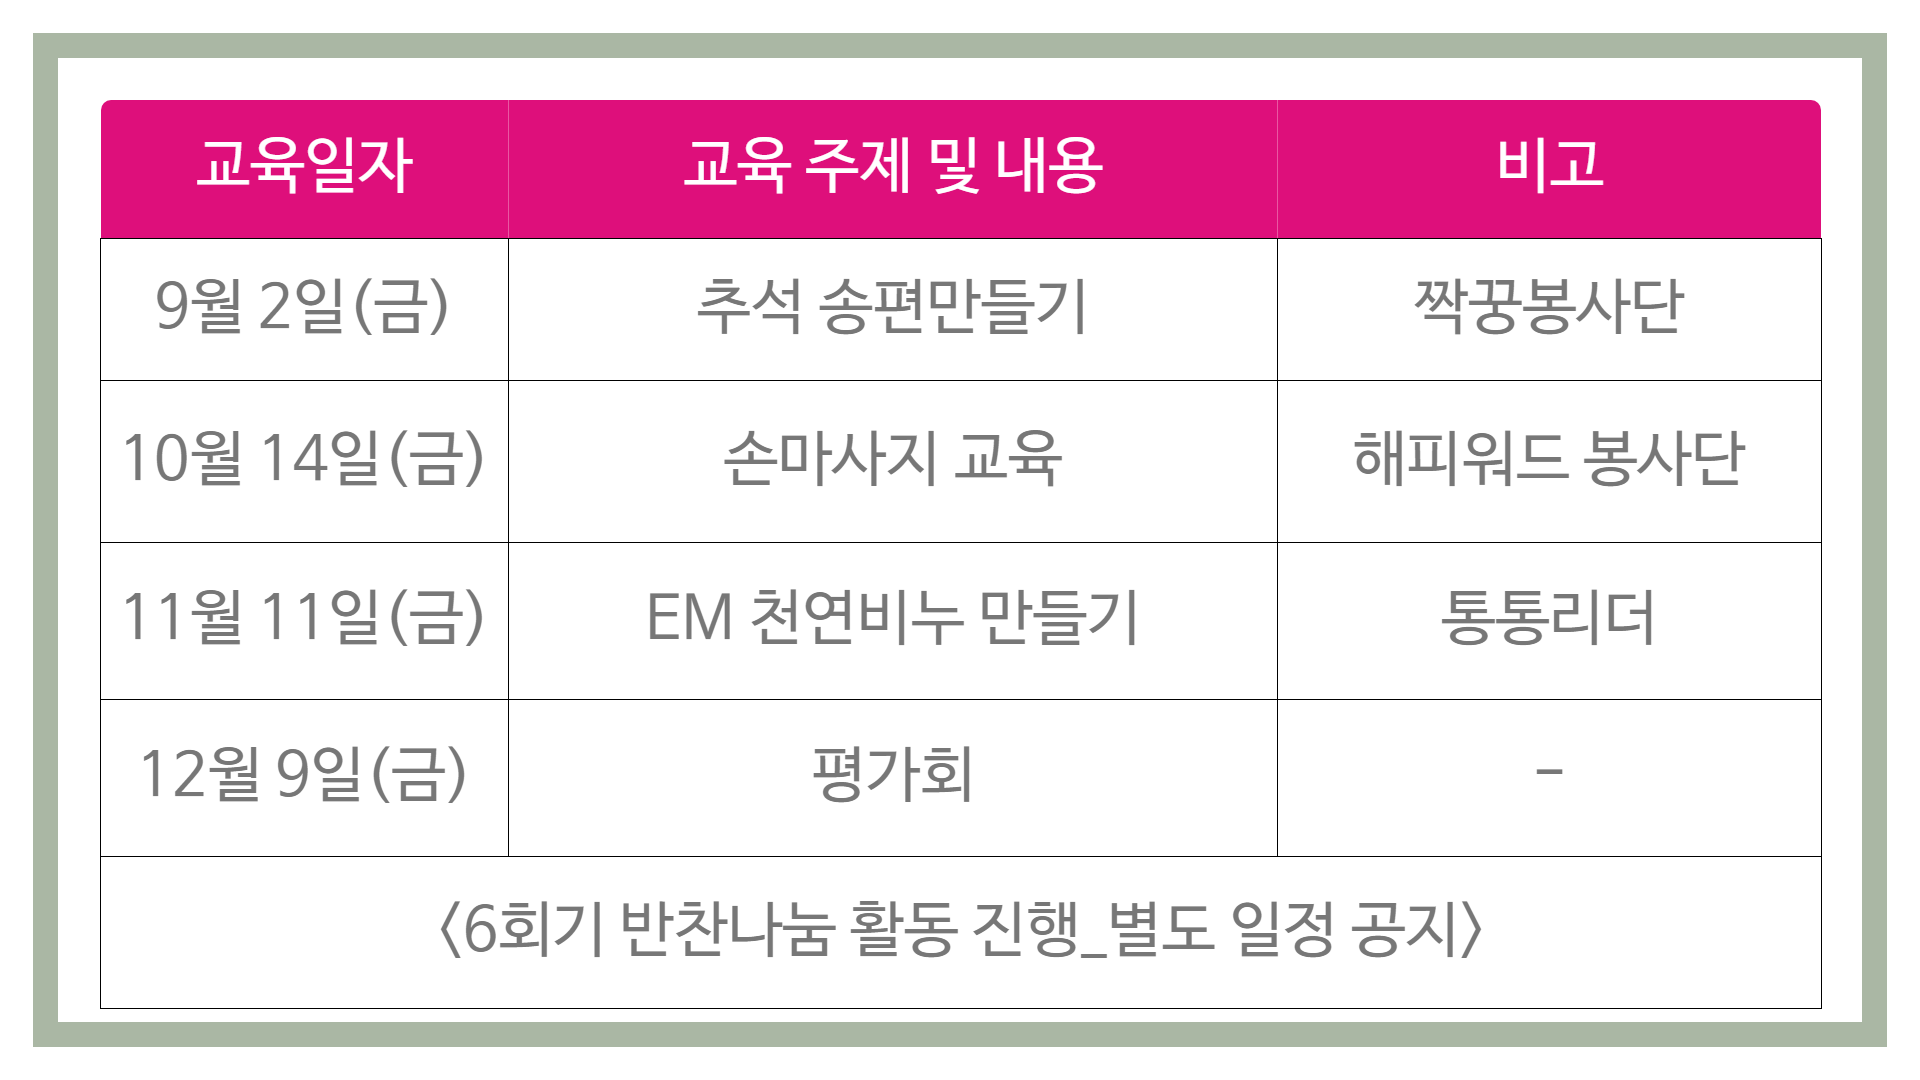 교육일자 교육 주제 및 내용 비고
9월 2일(금) 추석 송편만들기 짝꿍봉사단
10월 14일(금) 손마사지 교육 해피워드 봉사단
11월 11일(금) EM 천연비누 만들기 통통리더
12월 9일(금) 평가회 -
<6회기 반찬나눔 활동 진행_별도 일정 공지>